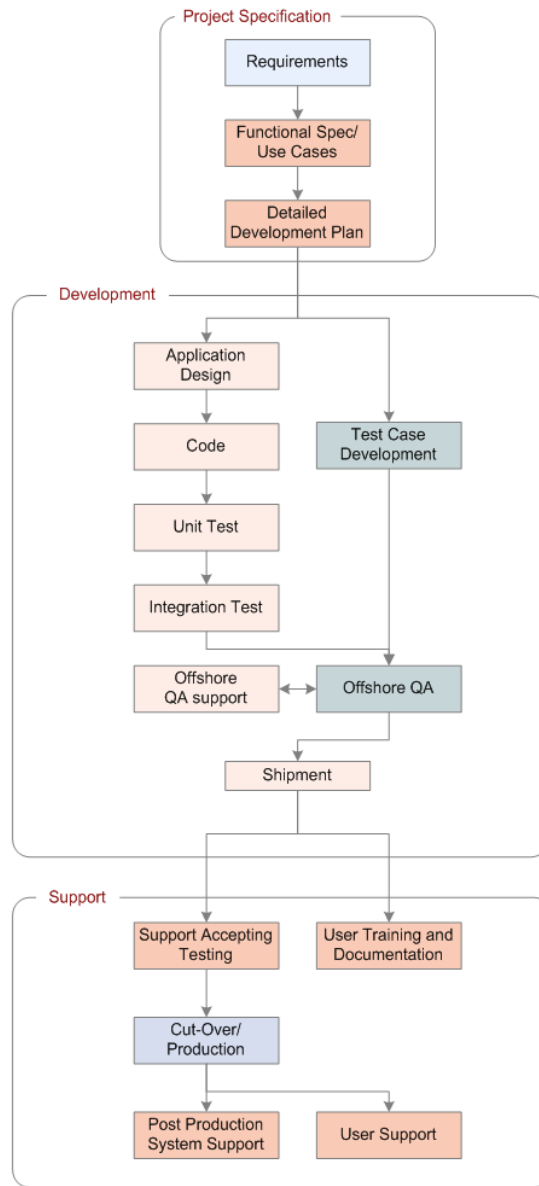 Project Specification
Requirements
Functional Spec/
Use Cases
Detailed
Development Plan
Development
Application
Design
Code
Test Case
Development
Unit Test
Integration Test
Offshore
QA support
Offshore QA
Shipment
Support
Support Accepting
Testing
User Training and
Documentation
Cut-Over/
Production
Post Production
System Support
User Support